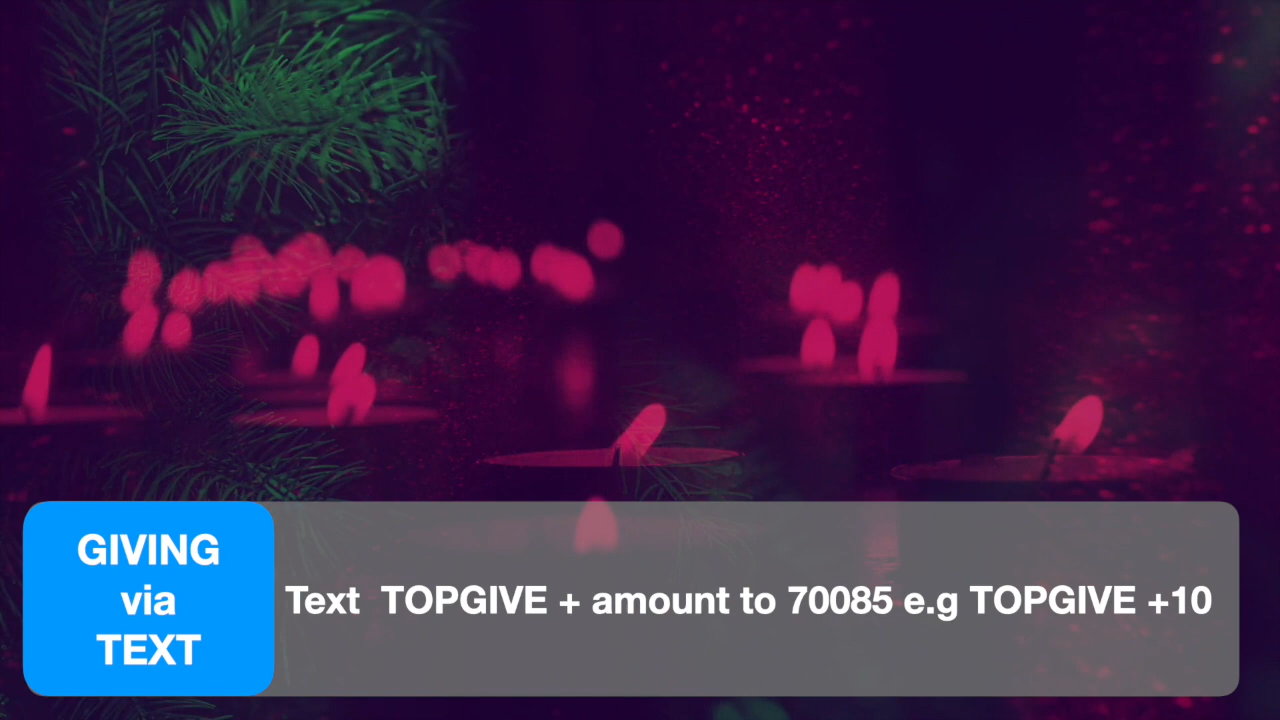 GIVING
via
TEXT
Text  TOPGIVE + amount to 70085 e.g TOPGIVE +10